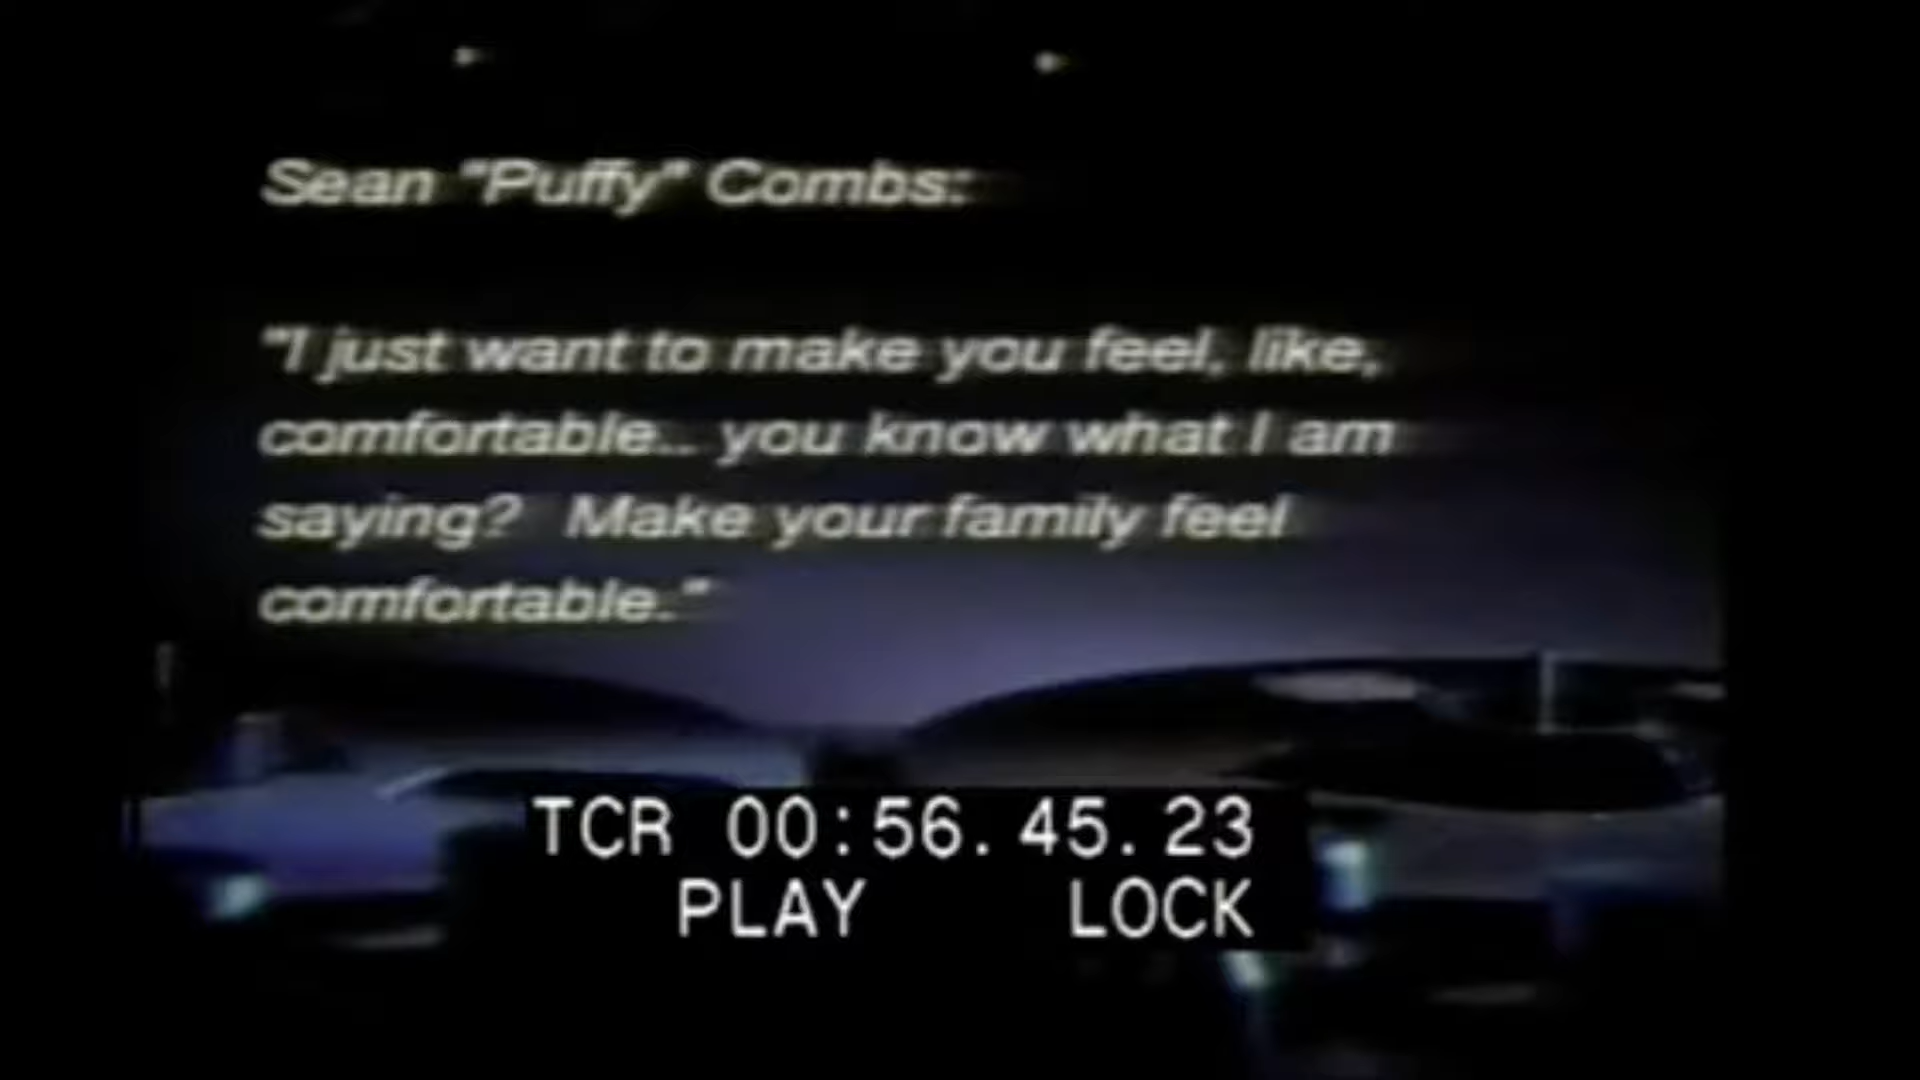 Sean "Puffy" Combs:
"I just want to make you feel, like,
comfortable.. you know what I am
saying? Make your family feel
comfortable."
TCR 00:56.45.23
PLAY LOCK